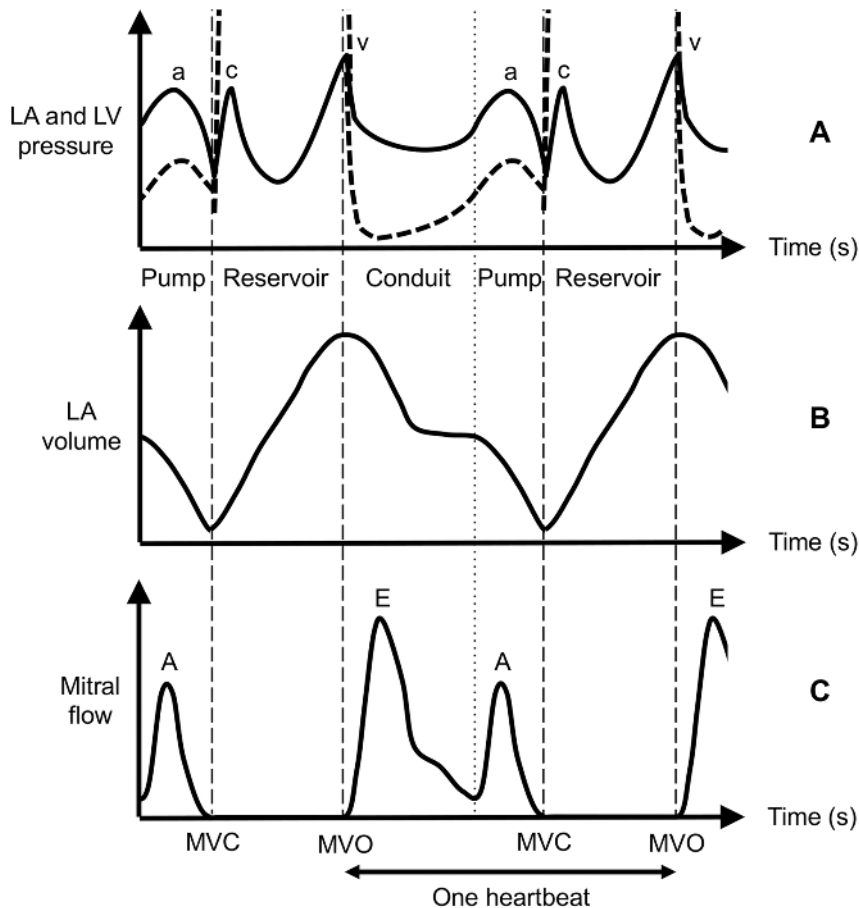 v v
a c a c
LA and LV
pressure
A
Time (s)
Pump Reservoir Conduit Pump Reservoir
LA
volume
B
Time (s)
E E
A A
Mitral
flow
C
Time (s)
MVC MVO MVC MVO
One heartbeat